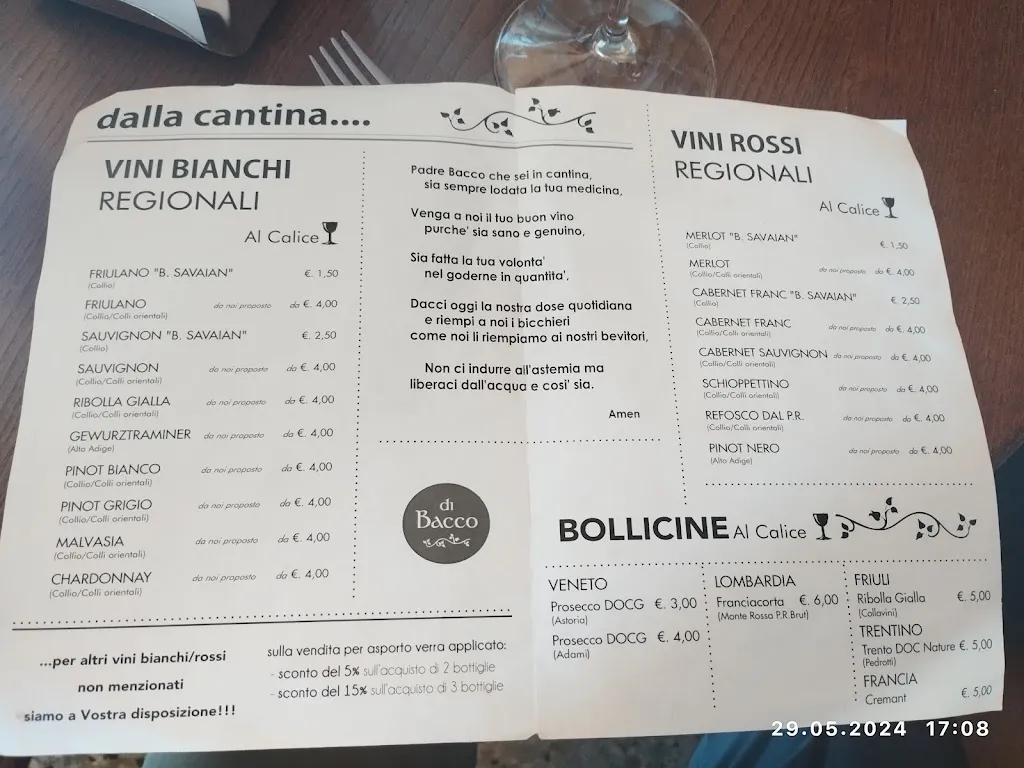 dalla cantina....
VINI BIANCHI
REGIONALI
Al Calice
FRIULANO "B. SAVAIAN" €. 1,50
(Collio)
FRIULANO da noi proposto da €. 4,00
(Collio/Colli orientali)
SAUVIGNON "B. SAVAIAN" €. 2,50
(Collio)
SAUVIGNON da noi proposto da €. 4,00
(Collio/Colli orientali)
RIBOLLA GIALLA da noi proposto da €. 4,00
(Collio/Colli orientali)
GEWURZTRAMINER da noi proposto da €. 4,00
(Alto Adige)
PINOT BIANCO da noi proposto da €. 4,00
(Collio/Colli orientali)
PINOT GRIGIO da noi proposto da €. 4,00
(Collio/Colli orientali)
MALVASIA da noi proposto da €. 4,00
(Collio/Colli orientali)
CHARDONNAY da noi proposto da €. 4,00
(Collio/Colli orientali)
...per altri vini bianchi/rossi
non menzionati
siamo a Vostra disposizione!!!
sulla vendita per asporto verra applicato:
- sconto del 5% sull'acquisto di 2 bottiglie
- sconto del 15% sull'acquisto di 3 bottiglie
Padre Bacco che sei in cantina,
sia sempre lodata la tua medicina,
Venga a noi il tuo buon vino
purche' sia sano e genuino,
Sia fatta la tua volonta'
nel goderne in quantita'.
Dacci oggi la nostra dose quotidiana
e riempi a noi i bicchieri
come noi li riempiamo ai nostri bevitori,
Non ci indurre all'astemia ma
liberaci dall'acqua e cosi' sia.
Amen
di
Bacco
VINI ROSSI
REGIONALI
Al Calice
MERLOT "B. SAVAIAN" €. 1,50
(Collio)
MERLOT da noi proposto da €. 4,00
(Collio/Colli orientali)
CABERNET FRANC "B. SAVAIAN" €. 2,50
(Collio)
CABERNET FRANC da noi proposto da €. 4,00
(Collio/Colli orientali)
CABERNET SAUVIGNON da noi proposto da €. 4,00
(Collio/Colli orientali)
SCHIOPPETTINO da noi proposto da €. 4,00
(Collio/Colli orientali)
REFOSCO DAL P.R. da noi proposto da €. 4,00
(Collio/Colli orientali)
PINOT NERO da noi proposto da €. 4,00
(Alto Adige)
BOLLICINE Al Calice
VENETO
Prosecco DOCG €. 3,00
(Astoria)
Prosecco DOCG €. 4,00
(Adami)
LOMBARDIA
Franciacorta €. 6,00
(Monte Rossa P.R.Brut)
FRIULI
Ribolla Gialla €. 5,00
(Collavini)
TRENTINO
Trento DOC Nature €. 5,00
(Pedrotti)
FRANCIA
Cremant €. 5,00
29.05.2024 17:08